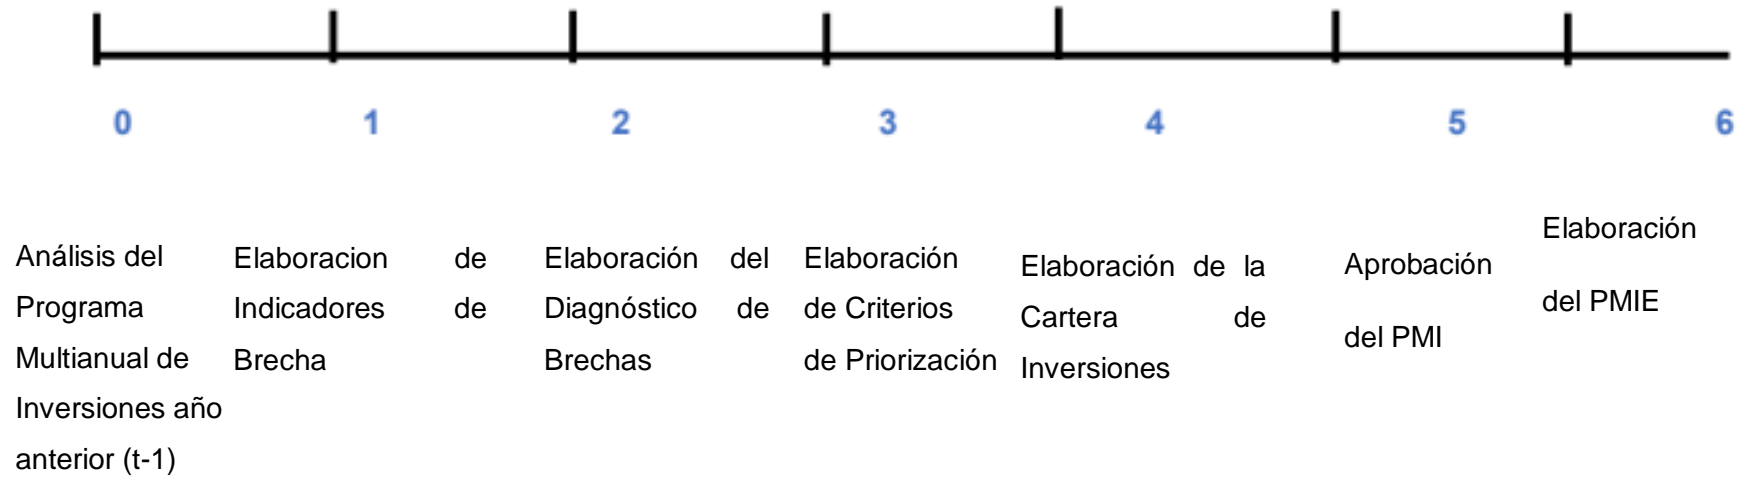 0
1
2
3
4
5
6
Análisis del
Programa
Multianual de
Inversiones año
anterior (t-1)
Elaboracion de
Indicadores de
Brecha
Elaboración del
Diagnóstico de
Brechas
Elaboración
de Criterios
de Priorización
Elaboración de la
Cartera de
Inversiones
Aprobación
del PMI
Elaboración
del PMIE